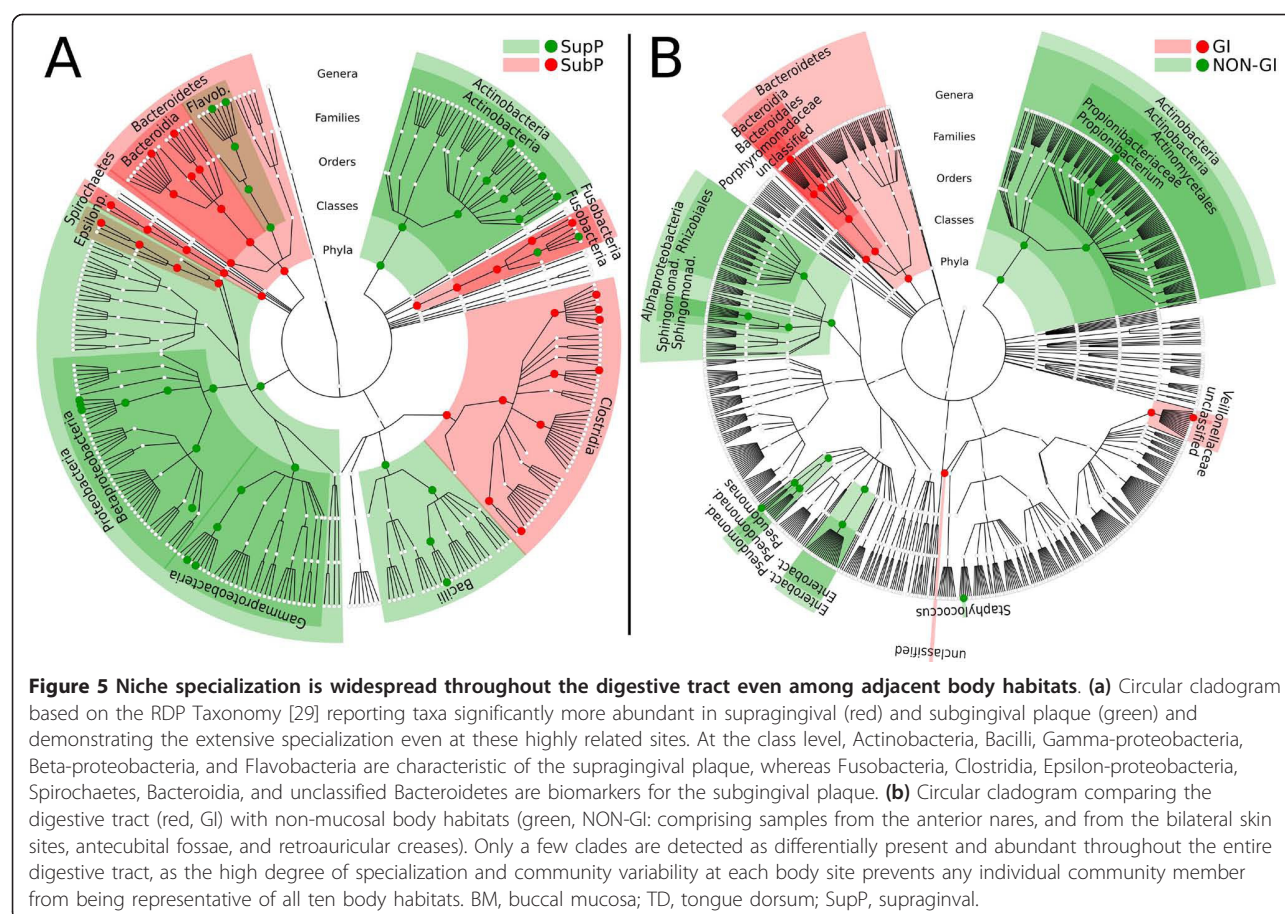 A
SupP
SubP
Genera
Families
Orders
Classes
Phyla
Bacteroidetes
Flavob.
Bacteroidia
Spirochaetes
Epsilonp.
Actinobacteria
Actinobacteria
Fusobacteria
Fusobacteria
Clostridia
Bacilli
Gammaproteobacteria
Betaproteobacteria
Proteobacteria
B
GI
NON-GI
Genera
Families
Orders
Classes
Phyla
Bacteroidetes
Bacteroidia
Bacteroidales
Porphyromonadaceae
unclassified
Actinobacteria
Actinobacteria
Actinomycetales
Propionibacteriaceae
Propionibacterium
Alphaproteobacteria
Rhizobiales
Sphingomonad.
Sphingomonad.
Veillonellaceae
unclassified
Pseudomonad.
Pseudomonad.
Pseudomonas
Enterobact.
Enterobact.
Staphylococcus
unclassified
Figure 5 Niche specialization is widespread throughout the digestive tract even among adjacent body habitats. (a) Circular cladogram
based on the RDP Taxonomy [29] reporting taxa significantly more abundant in supragingival (red) and subgingival plaque (green) and
demonstrating the extensive specialization even at these highly related sites. At the class level, Actinobacteria, Bacilli, Gamma-proteobacteria,
Beta-proteobacteria, and Flavobacteria are characteristic of the supragingival plaque, whereas Fusobacteria, Clostridia, Epsilon-proteobacteria,
Spirochaetes, Bacteroidia, and unclassified Bacteroidetes are biomarkers for the subgingival plaque. (b) Circular cladogram comparing the
digestive tract (red, GI) with non-mucosal body habitats (green, NON-GI: comprising samples from the anterior nares, and from the bilateral skin
sites, antecubital fossae, and retroauricular creases). Only a few clades are detected as differentially present and abundant throughout the entire
digestive tract, as the high degree of specialization and community variability at each body site prevents any individual community member
from being representative of all ten body habitats. BM, buccal mucosa; TD, tongue dorsum; SupP, supraginval.